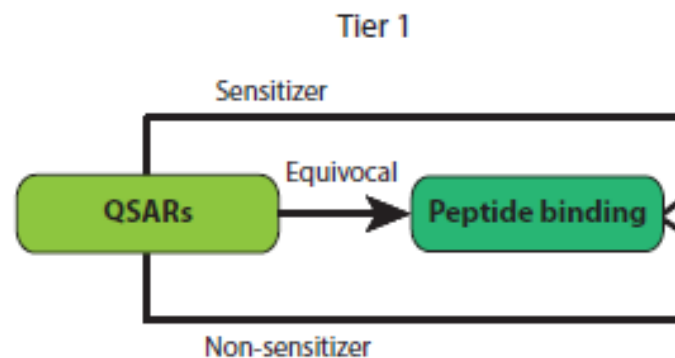 Tier 1
Sensitizer
Equivocal
QSARs
Peptide binding
Non-sensitizer